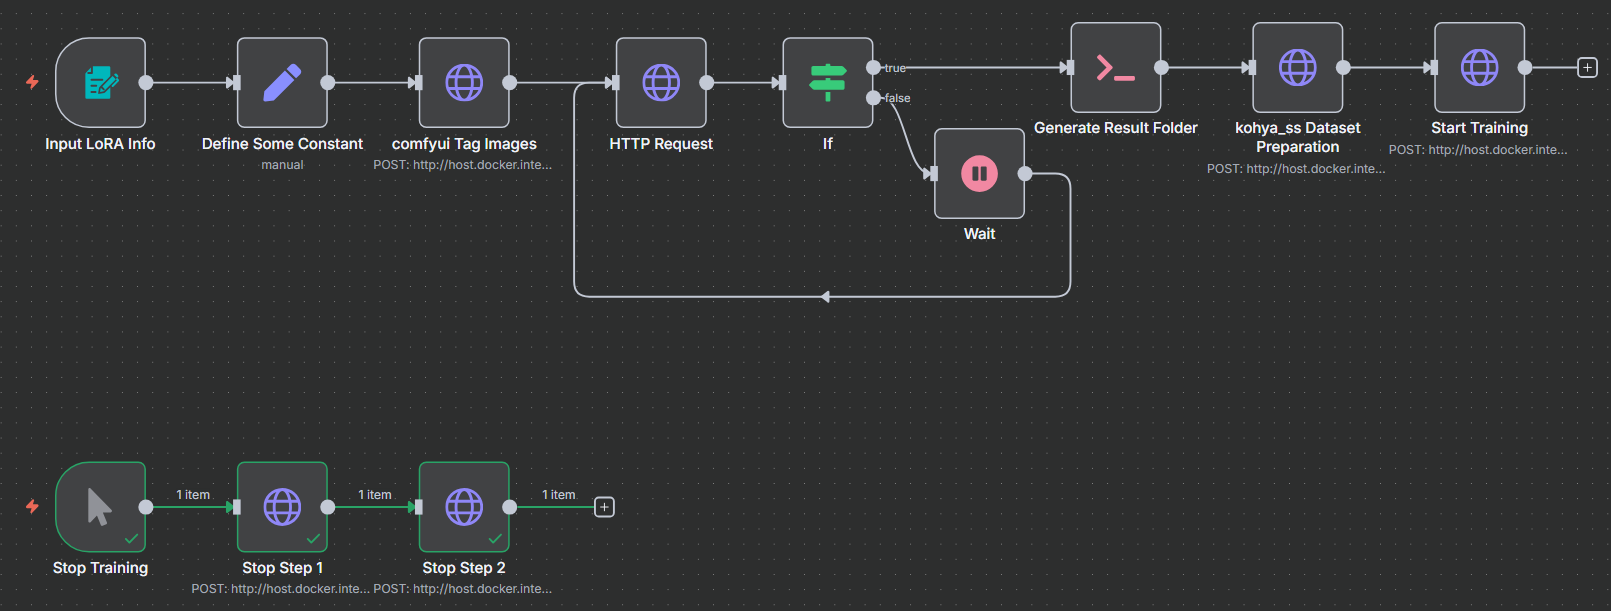 true
false
Input LoRA Info
Define Some Constant
manual
comfyui Tag Images
POST: http://host.docker.inte...
HTTP Request
If
Wait
Generate Result Folder
kohya_ss Dataset
Preparation
POST: http://host.docker.inte...
Start Training
POST: http://host.docker.inte...
1 item
1 item
1 item
Stop Training
Stop Step 1
POST: http://host.docker.inte...
Stop Step 2
POST: http://host.docker.inte...